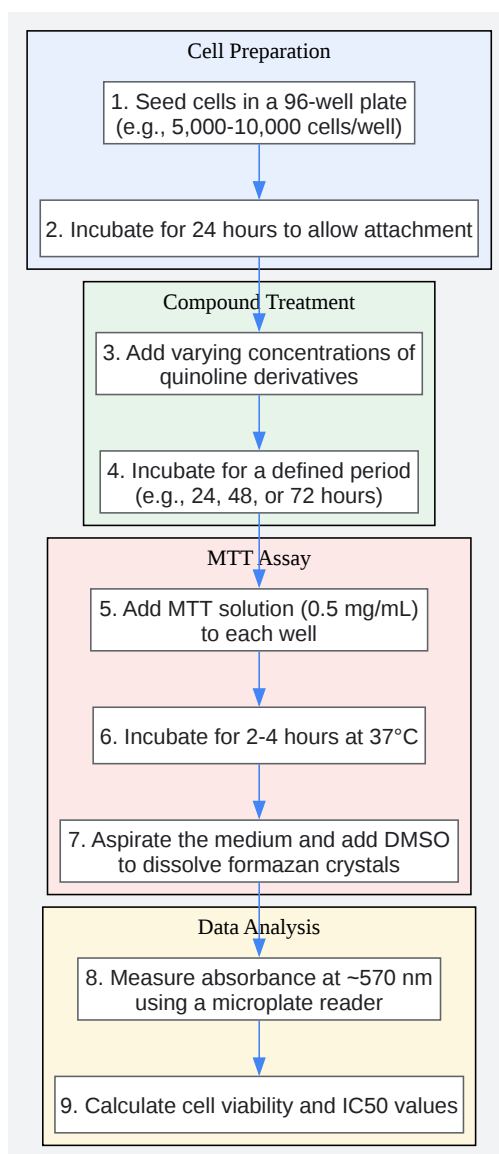 Cell Preparation
1. Seed cells in a 96-well plate
(e.g., 5,000-10,000 cells/well)
2. Incubate for 24 hours to allow attachment
Compound Treatment
3. Add varying concentrations of
quinoline derivatives
4. Incubate for a defined period
(e.g., 24, 48, or 72 hours)
MTT Assay
5. Add MTT solution (0.5 mg/mL)
to each well
6. Incubate for 2-4 hours at 37°C
7. Aspirate the medium and add DMSO
to dissolve formazan crystals
Data Analysis
8. Measure absorbance at ~570 nm
using a microplate reader
9. Calculate cell viability and IC50 values